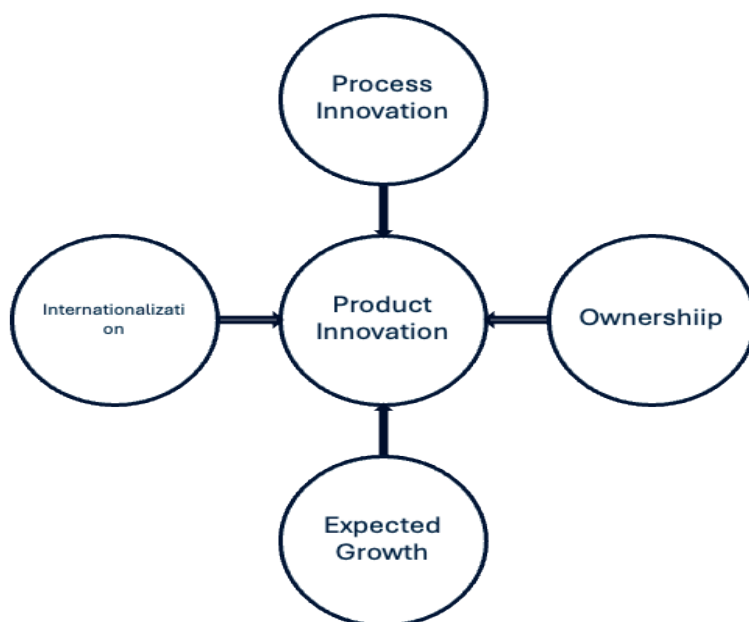 Process
Innovation
Internationalizati
on
Product
Innovation
Ownershiip
Expected
Growth